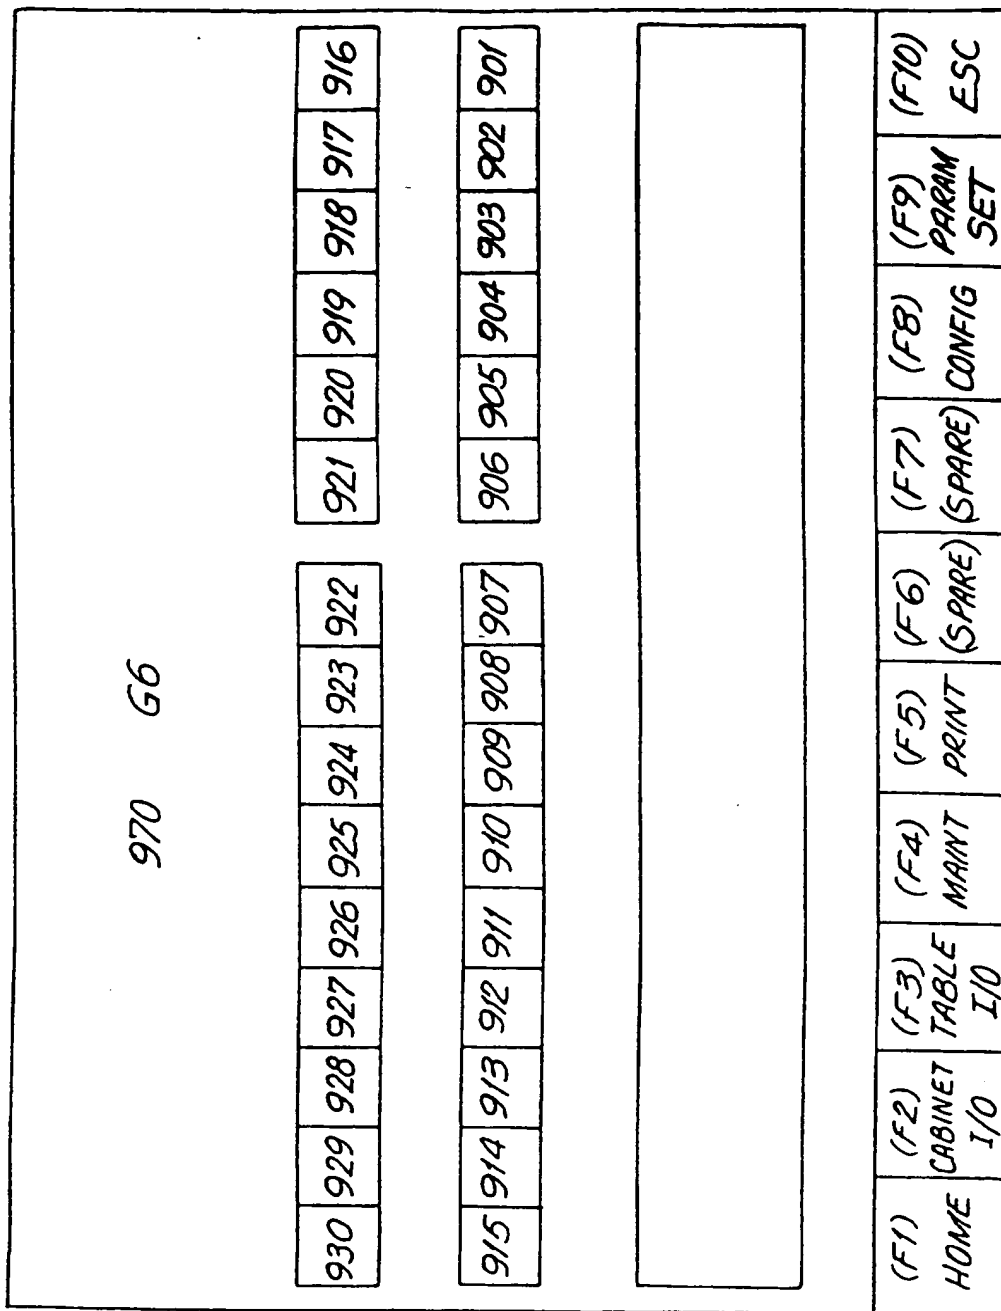 970 G6
930 929 928 927 926 925 924 923 922 921 920 919 918 917 916
915 914 913 912 911 910 909 908 907 906 905 904 903 902 901
(F1) (F2) (F3) (F4) (F5) (F6) (F7) (F8) (F9) (F10)
HOME CABINET TABLE MAINT PRINT (SPARE) (SPARE) CONFIG PARAM ESC
I/O I/O SET